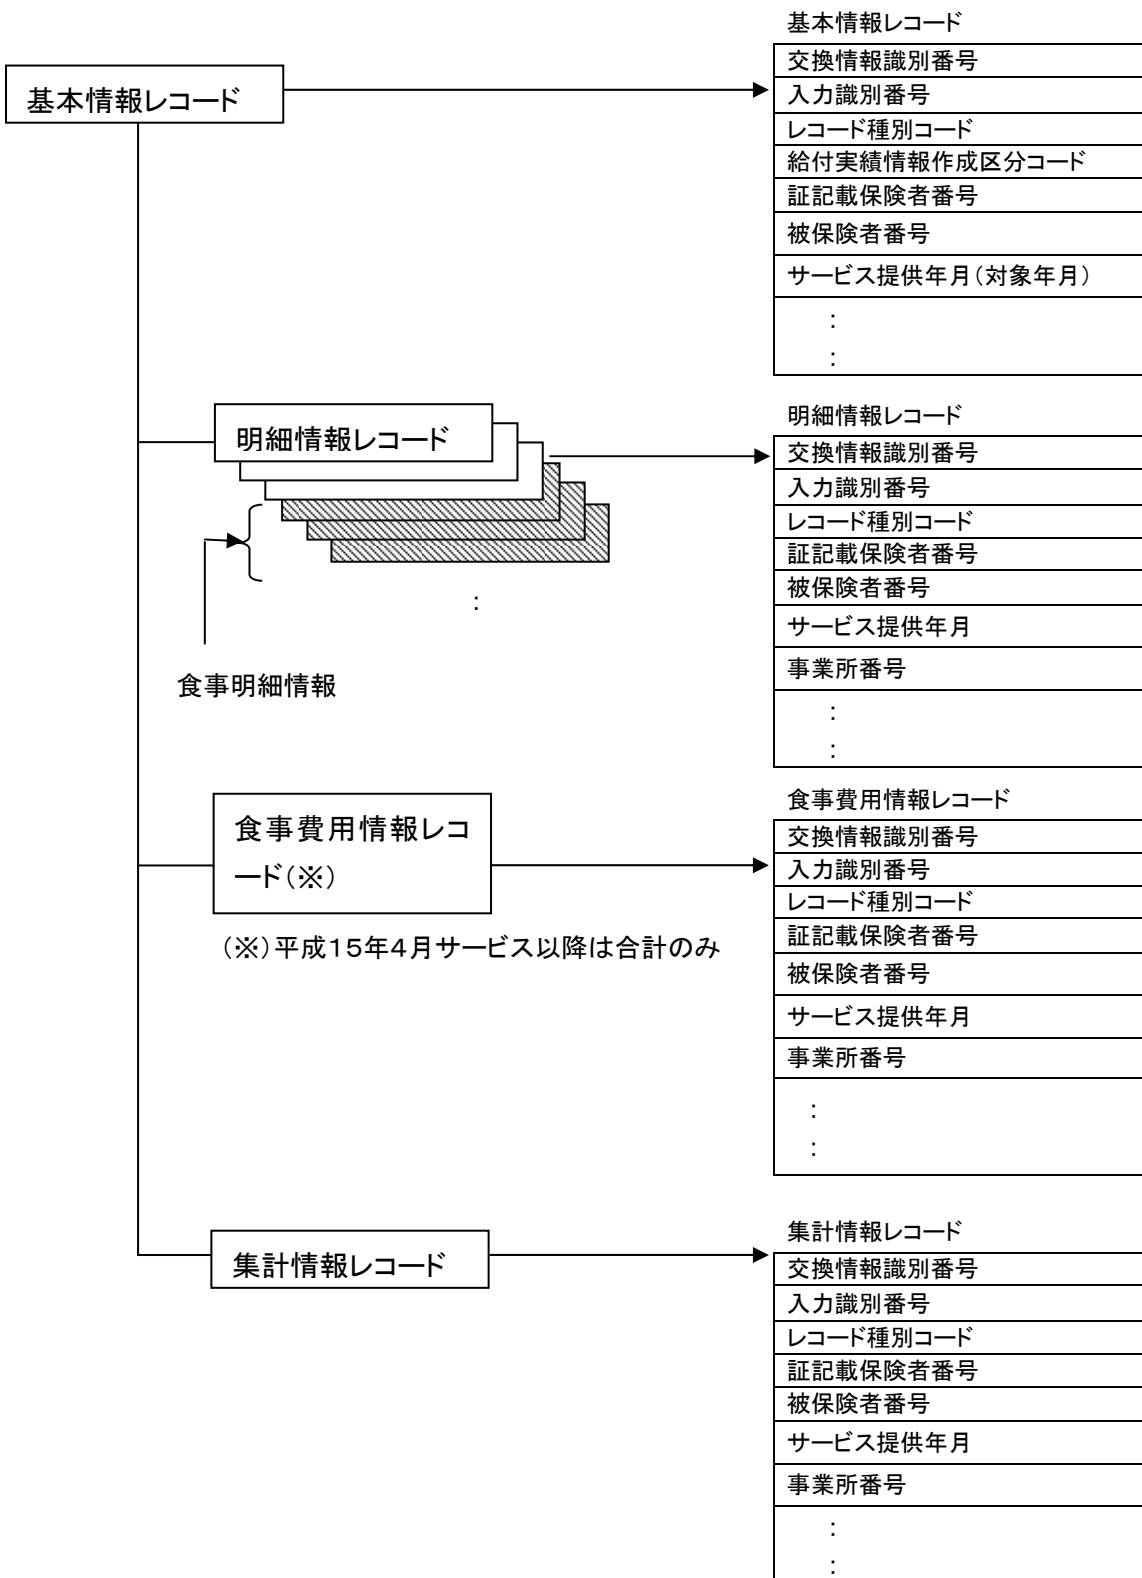 基本情報レコード
基本情報レコード
交換情報識別番号
入力識別番号
レコード種別コード
給付実績情報作成区分コード
証記載保険者番号
被保険者番号
サービス提供年月(対象年月)
:
:
明細情報レコード
:
食事明細情報
明細情報レコード
交換情報識別番号
入力識別番号
レコード種別コード
証記載保険者番号
被保険者番号
サービス提供年月
事業所番号
:
:
食事費用情報レコ
ード(※)
(※)平成15年4月サービス以降は合計のみ
食事費用情報レコード
交換情報識別番号
入力識別番号
レコード種別コード
証記載保険者番号
被保険者番号
サービス提供年月
事業所番号
:
:
集計情報レコード
集計情報レコード
交換情報識別番号
入力識別番号
レコード種別コード
証記載保険者番号
被保険者番号
サービス提供年月
事業所番号
:
: